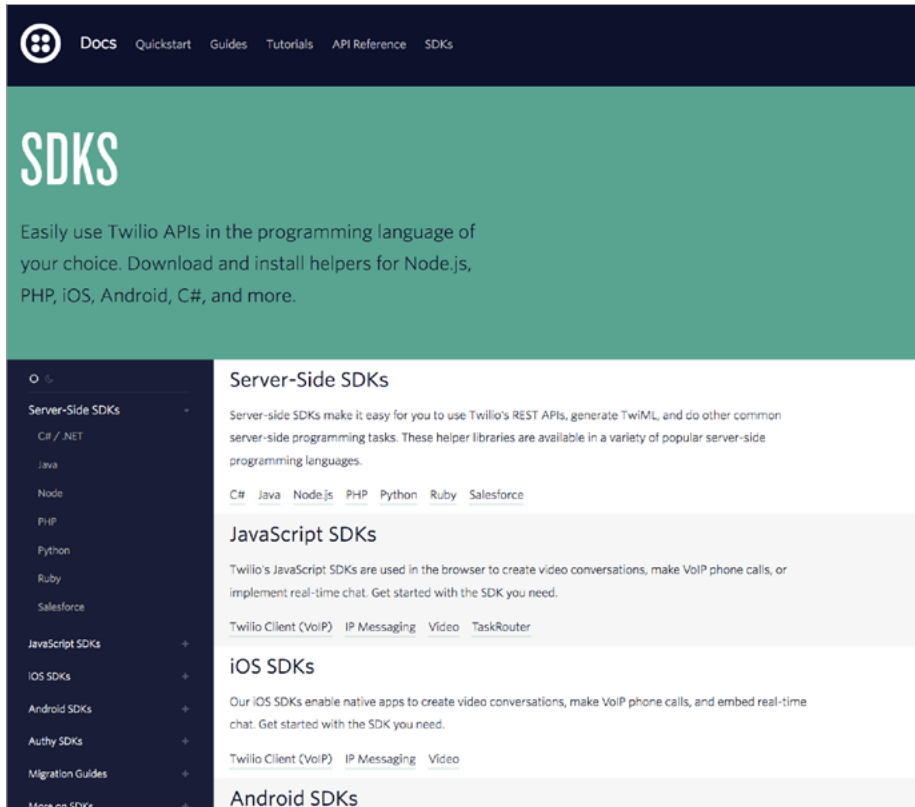 Docs Quickstart Guides Tutorials API Reference SDKs
SDKS
Easily use Twilio APIs in the programming language of
your choice. Download and install helpers for Node.js,
PHP, iOS, Android, C#, and more.
Server-Side SDKs -
C# / .NET
Java
Node
PHP
Python
Ruby
Salesforce
JavaScript SDKs +
iOS SDKs +
Android SDKs +
Authy SDKs +
Migration Guides +
More on SDKs +
Server-Side SDKs
Server-side SDKs make it easy for you to use Twilio's REST APIs, generate TwiML, and do other common
server-side programming tasks. These helper libraries are available in a variety of popular server-side
programming languages.
C# Java Node.js PHP Python Ruby Salesforce
JavaScript SDKs
Twilio's JavaScript SDKs are used in the browser to create video conversations, make VoIP phone calls, or
implement real-time chat. Get started with the SDK you need.
Twilio Client (VoIP) IP Messaging Video TaskRouter
iOS SDKs
Our iOS SDKs enable native apps to create video conversations, make VoIP phone calls, and embed real-time
chat. Get started with the SDK you need.
Twilio Client (VoIP) IP Messaging Video
Android SDKs